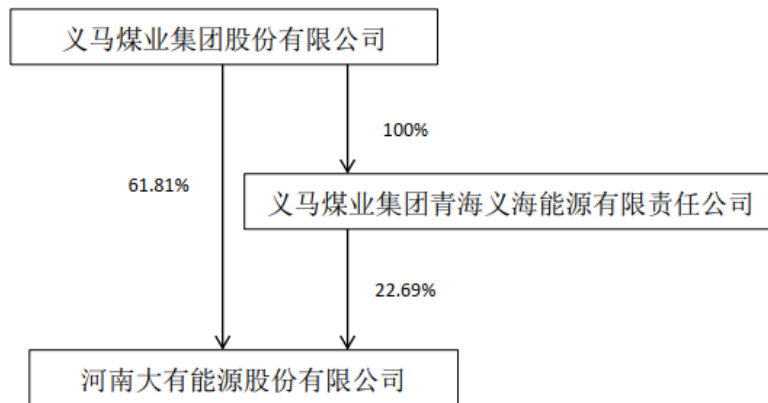 义马煤业集团股份有限公司
100%
61.81%
义马煤业集团青海义海能源有限责任公司
22.69%
河南大有能源股份有限公司